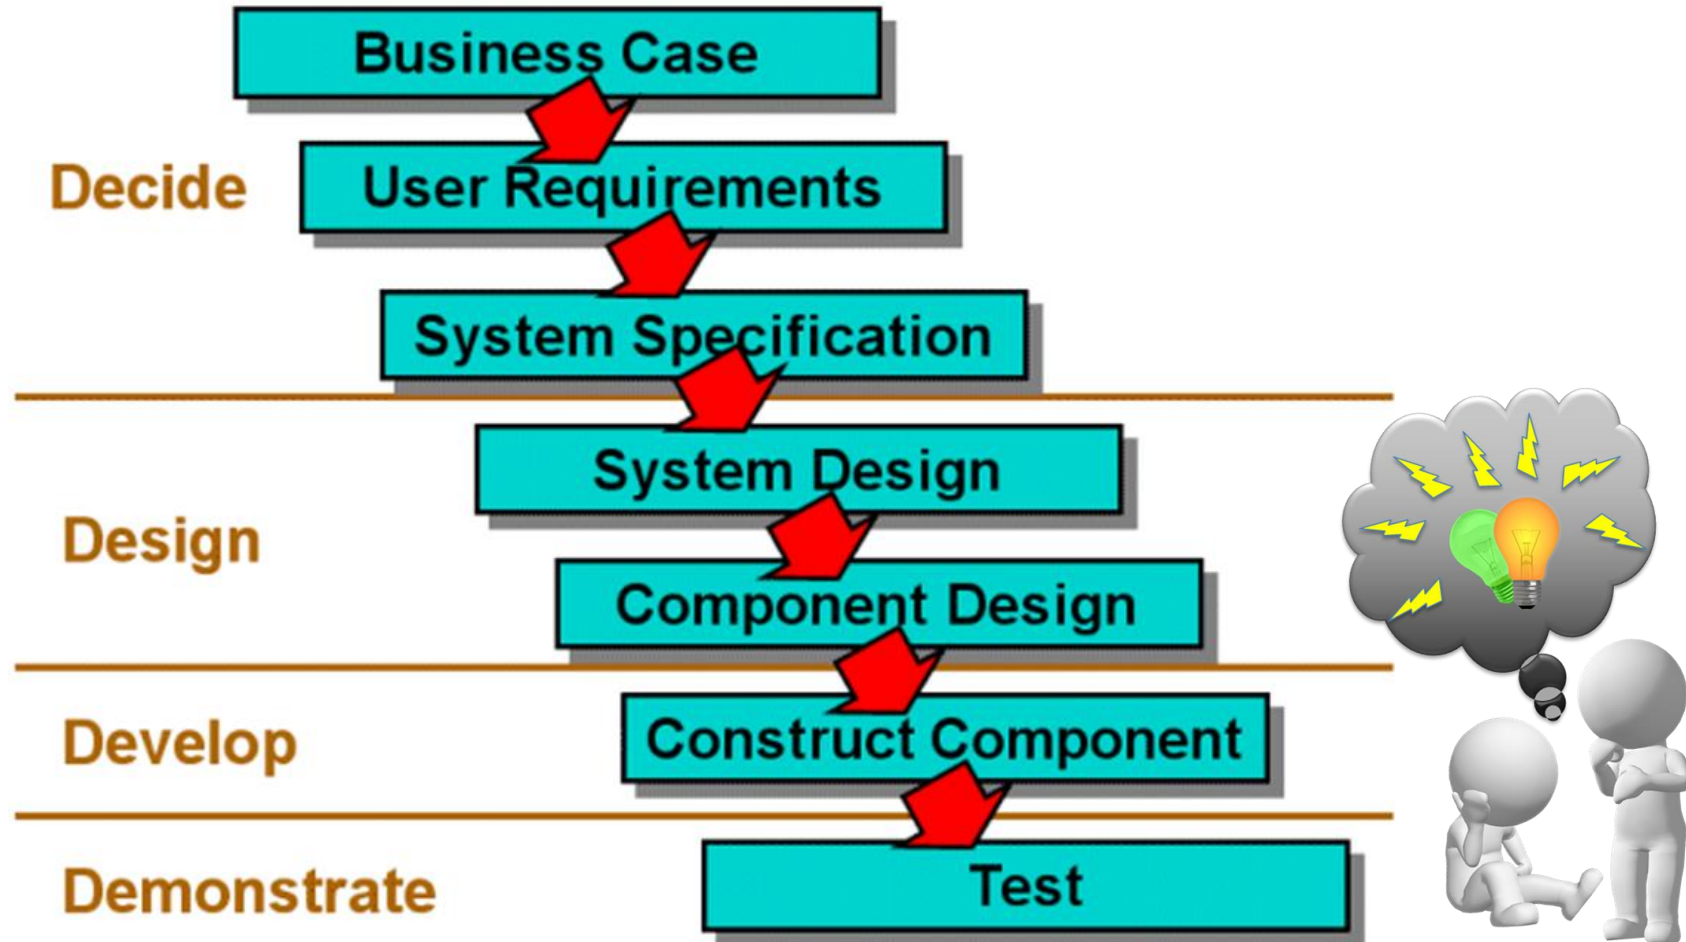 Business Case
Decide
User Requirements
System Specification
System Design
Design
Component Design
Develop
Construct Component
Demonstrate
Test